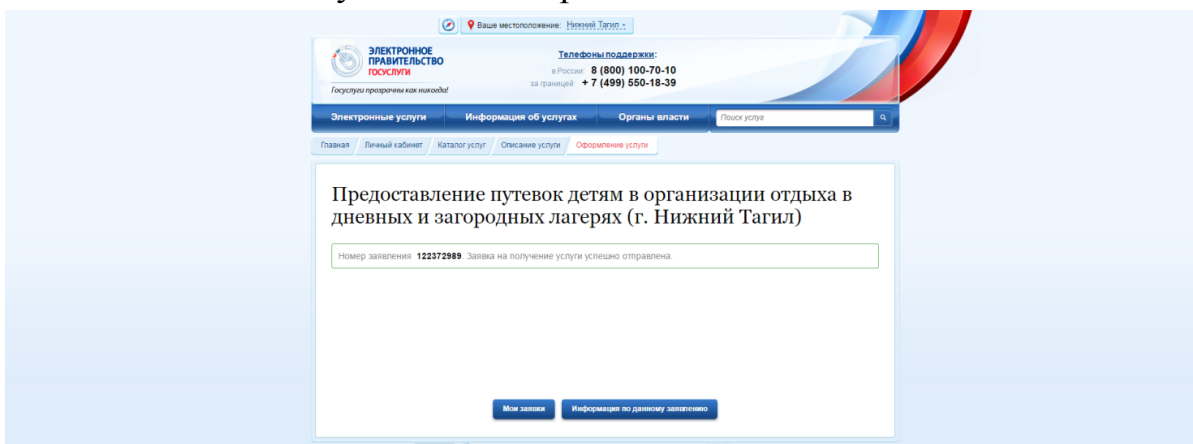 Ваше местоположение: Нижний Тагил
ЭЛЕКТРОННОЕ
ПРАВИТЕЛЬСТВО
ГОСУСЛУГИ
Госуслуги прозрачны как никогда!
Телефоны поддержки:
в России: 8 (800) 100-70-10
за границей: + 7 (499) 550-18-39
Электронные услуги Информация об услугах Органы власти Поиск услуг
Главная Личный кабинет Каталог услуг Описание услуги Оформление услуги
Предоставление путевок детям в организации отдыха в
дневных и загородных лагерях (г. Нижний Тагил)
Номер заявления 122372989. Заявка на получение услуги успешно отправлена.
Мои заявки Информация по данному заявлению